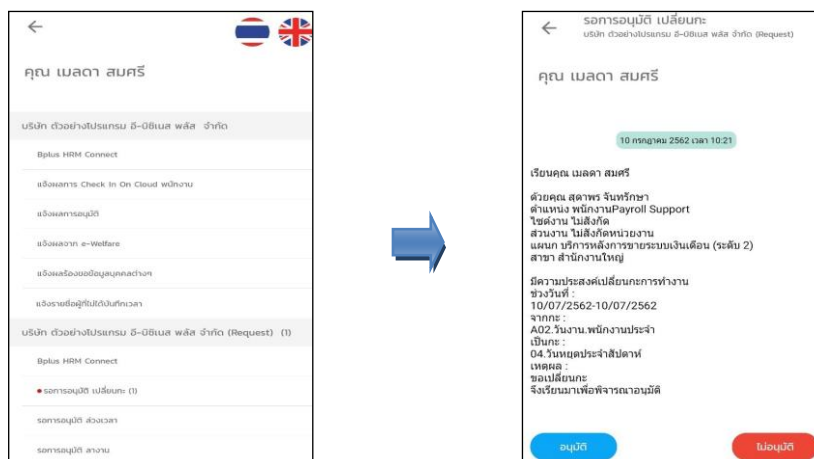 คุณ เมลดา สมศรี
บริษัท ตัวอย่างโปรแกรม อี-บิซิเนส พลัส จำกัด
Bplus HRM Connect
แจ้งผลการ Check In On Cloud พนักงาน
แจ้งผลการอนุมัติ
แจ้งผลจาก e-Welfare
แจ้งผลร้องขอข้อมูลบุคคลต่างๆ
แจ้งรายชื่อผู้ที่ไม่ได้บันทึกเวลา
บริษัท ตัวอย่างโปรแกรม อี-บิซิเนส พลัส จำกัด (Request) (1)
Bplus HRM Connect
รอการอนุมัติ เปลี่ยนกะ (1)
รอการอนุมัติ ล่วงเวลา
รอการอนุมัติ ลางาน
รอการอนุมัติ เปลี่ยนกะ
บริษัท ตัวอย่างโปรแกรม อี-บิซิเนส พลัส จำกัด (Request)
คุณ เมลดา สมศรี
10 กรกฎาคม 2562 เวลา 10:21
เรียนคุณ เมลดา สมศรี
ด้วยคุณ สุดาพร จันทรักษา
ตำแหน่ง พนักงานPayroll Support
ไซต์งาน ไม่สังกัด
ส่วนงาน ไม่สังกัดหน่วยงาน
แผนก บริการหลังการขายระบบเงินเดือน (ระดับ 2)
สาขา สำนักงานใหญ่
มีความประสงค์เปลี่ยนกะการทำงาน
ช่วงวันที่ :
10/07/2562-10/07/2562
จากกะ :
A02.วันงาน.พนักงานประจำ
เป็นกะ :
04.วันหยุดประจำสัปดาห์
เหตุผล :
ขอเปลี่ยนกะ
จึงเรียนมาเพื่อพิจารณาอนุมัติ
อนุมัติ
ไม่อนุมัติ